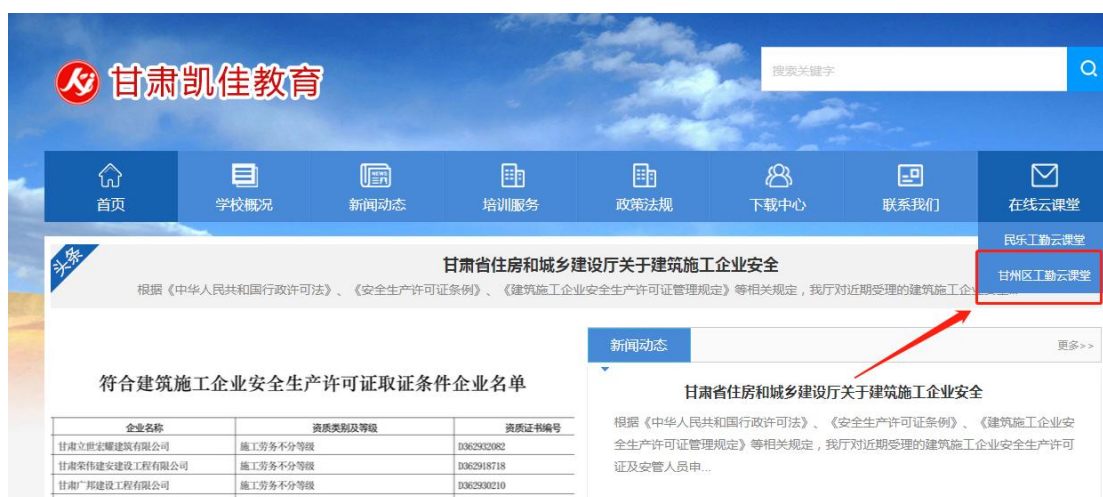 甘肃凯佳教育
搜索关键字
首页 学校概况 新闻动态 培训服务 政策法规 下载中心 联系我们 在线云课堂
民乐工勤云课堂
甘州区工勤云课堂
头条
甘肃省住房和城乡建设厅关于建筑施工企业安全
根据《中华人民共和国行政许可法》、《安全生产许可证条例》、《建筑施工企业安全生产许可证管理规定》等相关规定，我厅对近期受理的建筑施工企业
新闻动态 更多>>
符合建筑施工企业安全生产许可证取证条件企业名单
企业名称 资质类别及等级 资质证书编号
甘肃立世宏耀建筑有限公司 施工劳务不分等级 D362932082
甘肃荣伟建安建设工程有限公司 施工劳务不分等级 D362918718
甘肃广邦建设工程有限公司 施工劳务不分等级 D362930210
甘肃省住房和城乡建设厅关于建筑施工企业安全
根据《中华人民共和国行政许可法》、《安全生产许可证条例》、《建筑施工企业安
全生产许可证管理规定》等相关规定，我厅对近期受理的建筑施工企业安全生产许可
证及安管人员申...